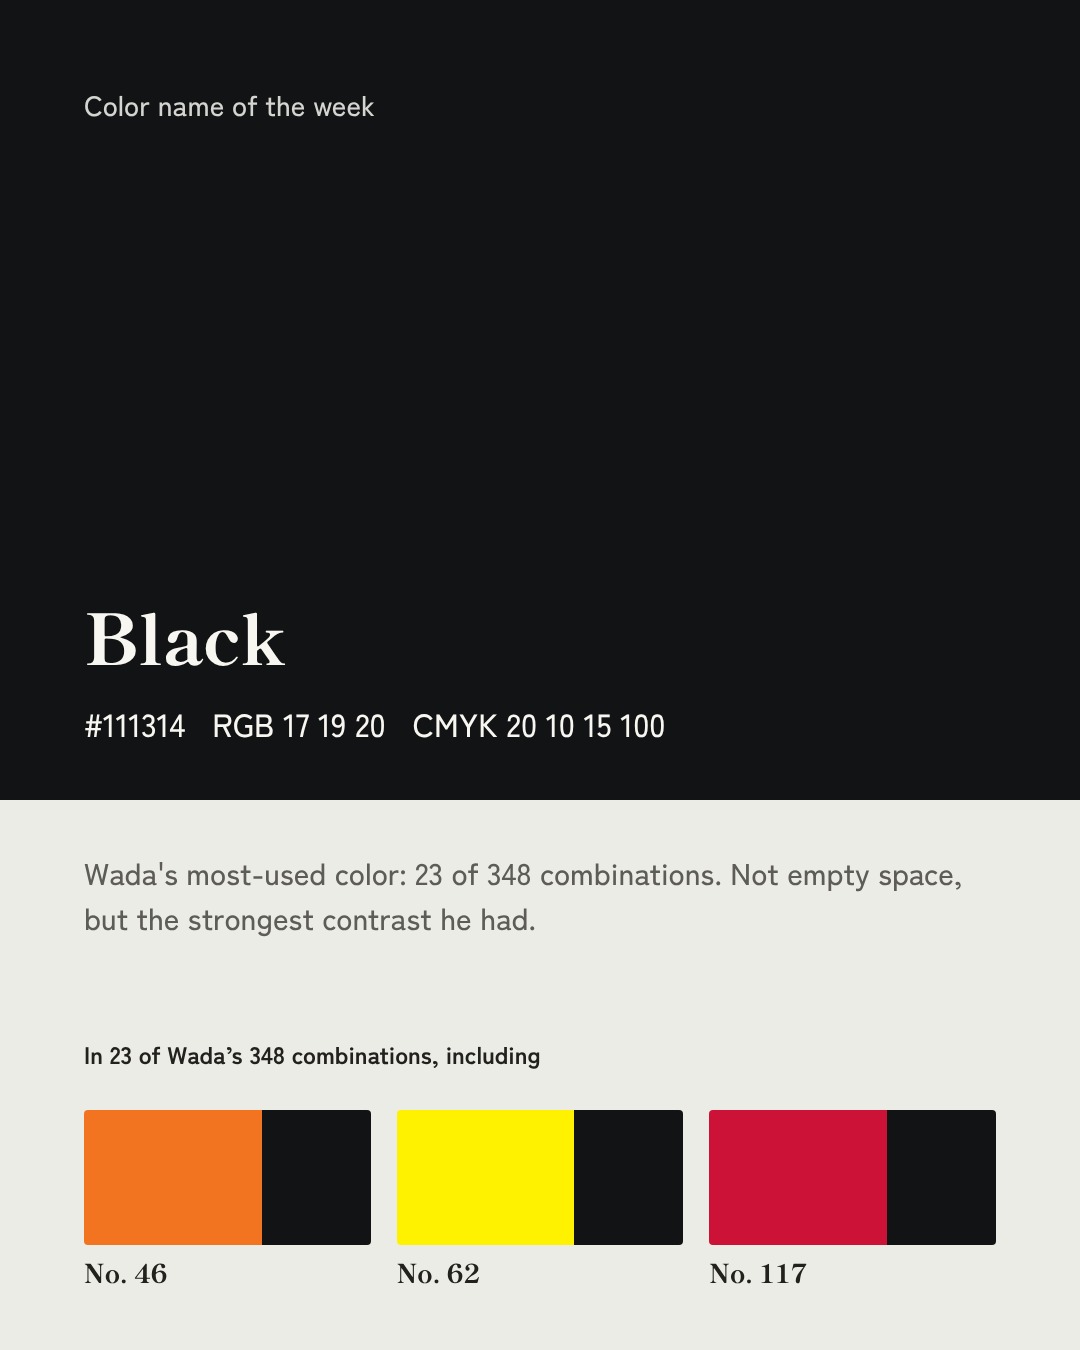 Color name of the week
Black
#111314 RGB 17 19 20 CMYK 20 10 15 100
Wada's most-used color: 23 of 348 combinations. Not empty space,
but the strongest contrast he had.
In 23 of Wada’s 348 combinations, including
No. 46 No. 62 No. 117